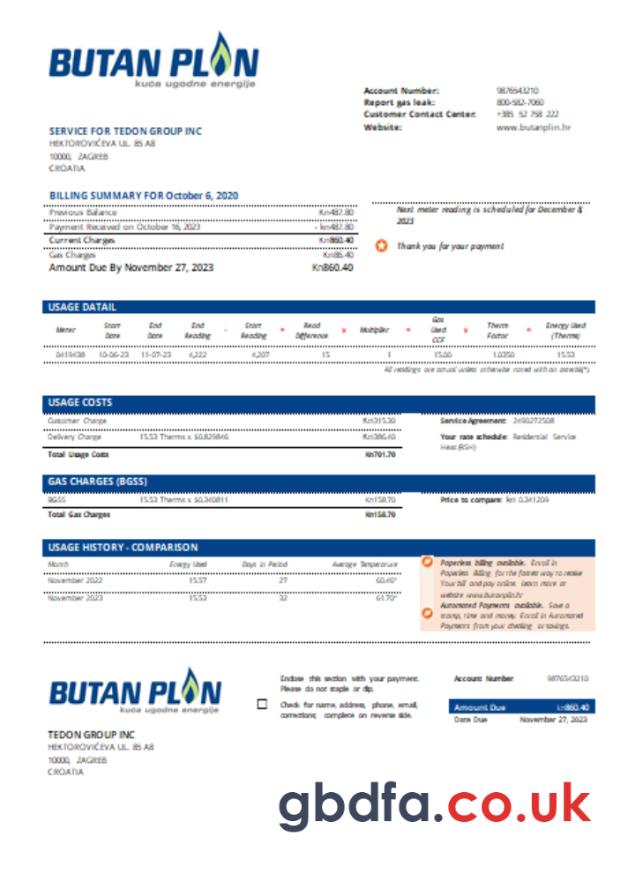 BUTAN PLIN
kuća ugodne energije
Account Number: 9876543210
Report gas leak: 800-582-7060
Customer Contact Center: +385 52 758 222
Website: www.butanplin.hr
SERVICE FOR TEDON GROUP INC
HEKTOROVIĆEVA UL. 85 A8
10000, ZAGREB
CROATIA
BILLING SUMMARY FOR October 6, 2020
Previous Balance Kn487.80
Payment Received on October 16, 2023 - kn487.80
Current Charges Kn860.40
Gas Charges Kn86.40
Amount Due By November 27, 2023 Kn860.40
Next meter reading is scheduled for December 8,
2023
Thank you for your payment
USAGE DATAIL
Meter Start Date End Date End Reading - Start Reading = Read Difference x Multiplier = Gas Used CCF x Therm Factor = Energy Used (Therms)
0419438 10-06-23 11-07-23 4,222 4,207 15 1 15.00 1.0350 15.53
All readings are actual unless otherwise noted with an asterisk(*).
USAGE COSTS
Customer Charge Kn315.30
Delivery Charge 15.53 Therms x $0.829846 Kn386.40
Total Usage Costs Kn701.70
Service Agreement: 2490272508
Your rate schedule: Residential Service
Heat (RSH)
GAS CHARGES (BGSS)
BGSS 15.53 Therms x $0.340811 Kn158.70
Total Gas Charges Kn158.70
Price to compare: kn 0.341209
USAGE HISTORY - COMPARISON
Month Energy Used Days in Period Average Temperature
November 2022 15.57 27 60.40°
November 2023 15.53 32 61.70°
Paperless billing available. Enroll in
Paperless Billing for the fastest way to receive
Your bill and pay online. learn more at
website www.butanplin.hr
Automated Payments available. Save a
stamp, time and money. Enroll in Automated
Payments from your checking or savings.
BUTAN PLIN
kuća ugodne energije
TEDON GROUP INC
HEKTOROVIĆEVA UL. 85 A8
10000, ZAGREB
CROATIA
Enclose this section with your payment.
Please do not staple or clip.
Check for name, address, phone, email,
corrections; complete on reverse side.
Account Number 9876543210
Amount Due kn860.40
Date Due November 27, 2023
gbdfa.co.uk